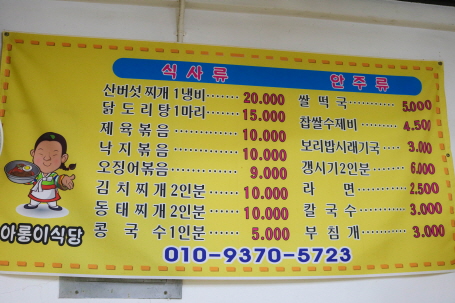 식사류
산버섯찌개 1냄비 ········ 20.000
닭도리탕 1마리 ········ 15.000
제육볶음 ············ 10.000
낙지볶음 ············ 10.000
오징어볶음 ············ 9.000
김치찌개 2인분 ········ 10.000
동태찌개 2인분 ········ 10.000
콩국수 1인분 ········ 5.000
안주류
쌀떡국 ············ 5.000
찹쌀수제비 ········ 4.500
보리밥시래기국 ···· 3.000
갱시기2인분 ········ 6.000
라면 ············ 2.500
칼국수 ············ 3.000
부침개 ············ 3.000
아롱이식당
010-9370-5723